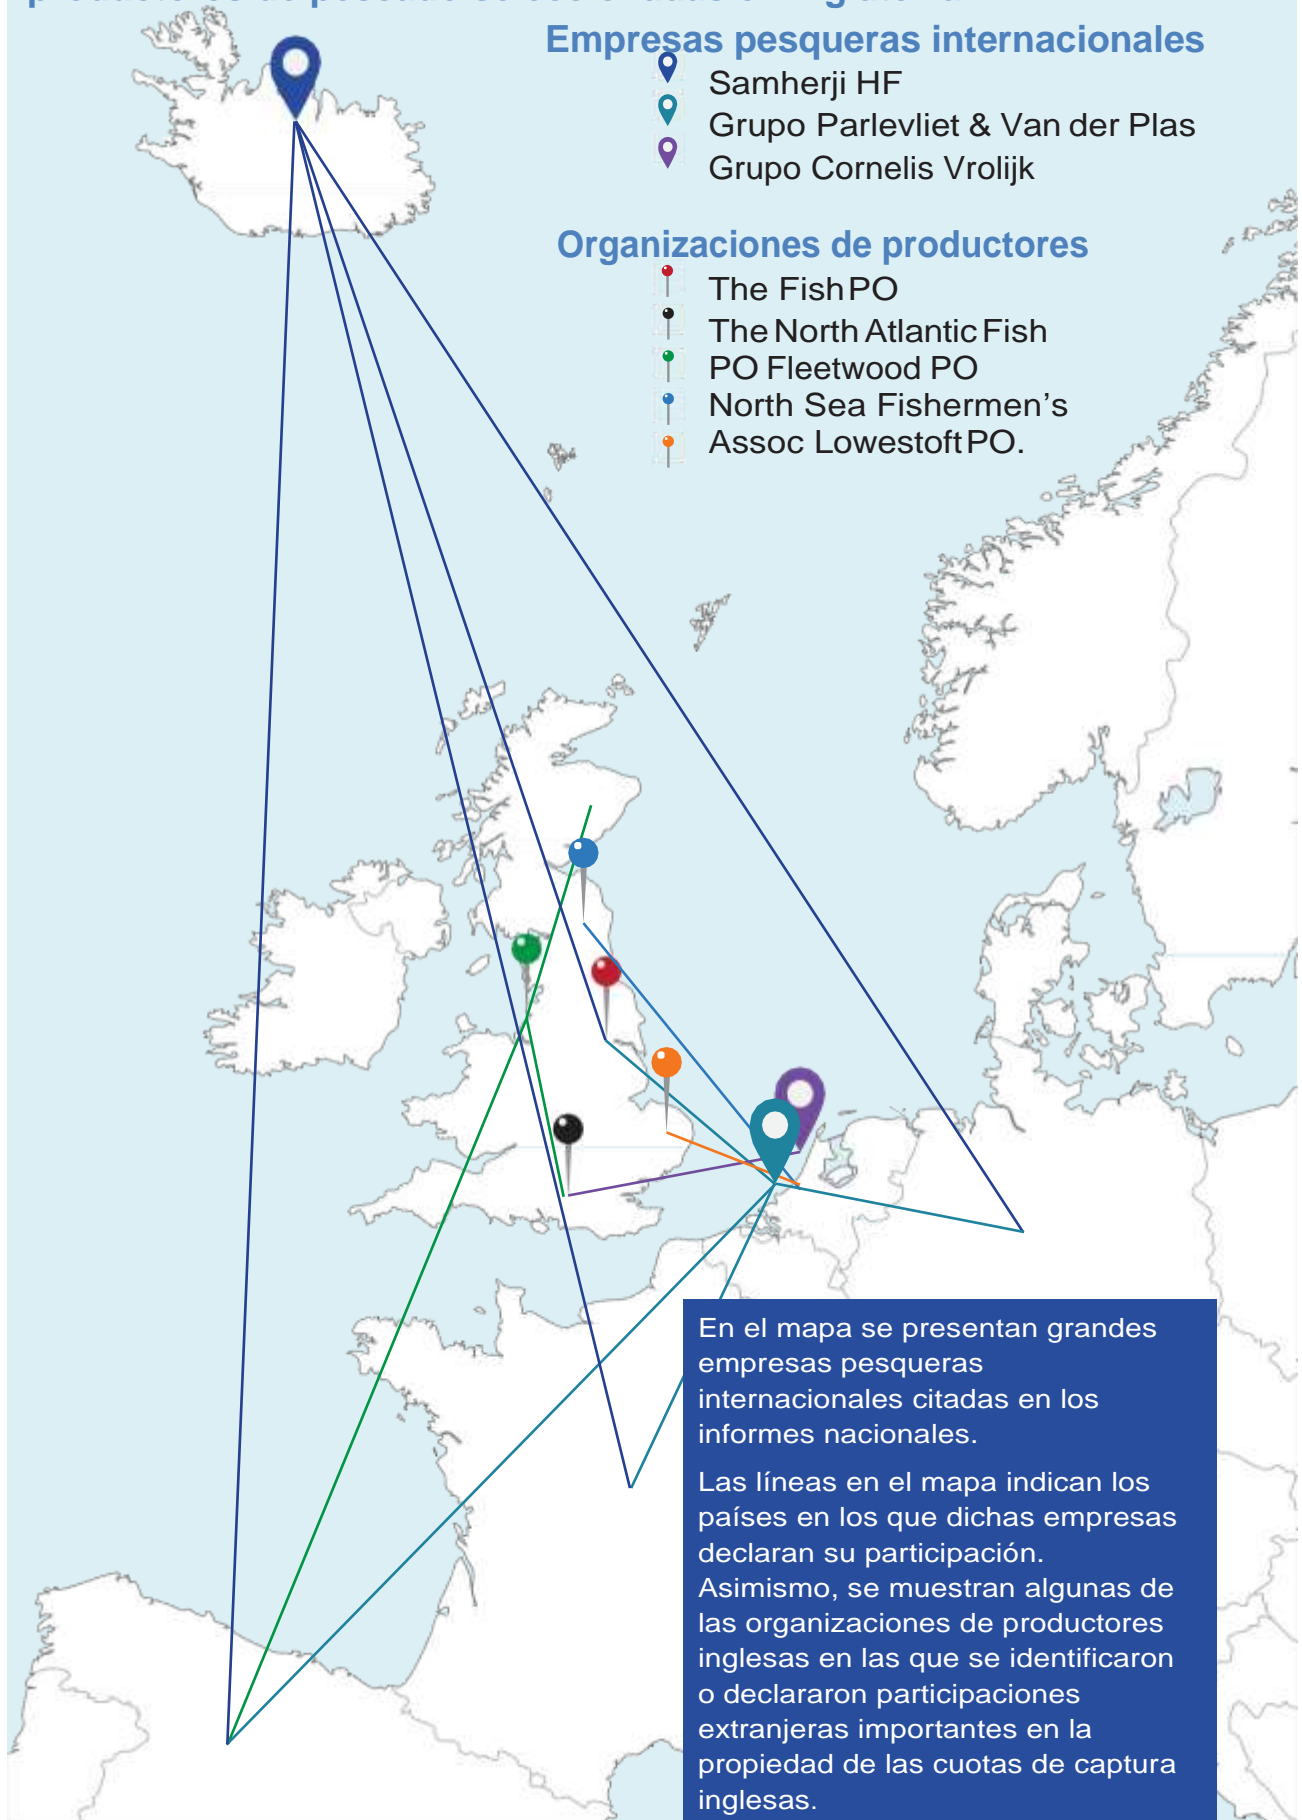 Empresas pesqueras internacionales
Samherji HF
Grupo Parlevliet & Van der Plas
Grupo Cornelis Vrolijk
Organizaciones de productores
The Fish PO
The North Atlantic Fish
PO Fleetwood PO
North Sea Fishermen's
Assoc Lowestoft PO.
En el mapa se presentan grandes
empresas pesqueras
internacionales citadas en los
informes nacionales.
Las líneas en el mapa indican los
países en los que dichas empresas
declaran su participación.
Asimismo, se muestran algunas de
las organizaciones de productores
inglesas en las que se identificaron
o declararon participaciones
extranjeras importantes en la
propiedad de las cuotas de captura
inglesas.